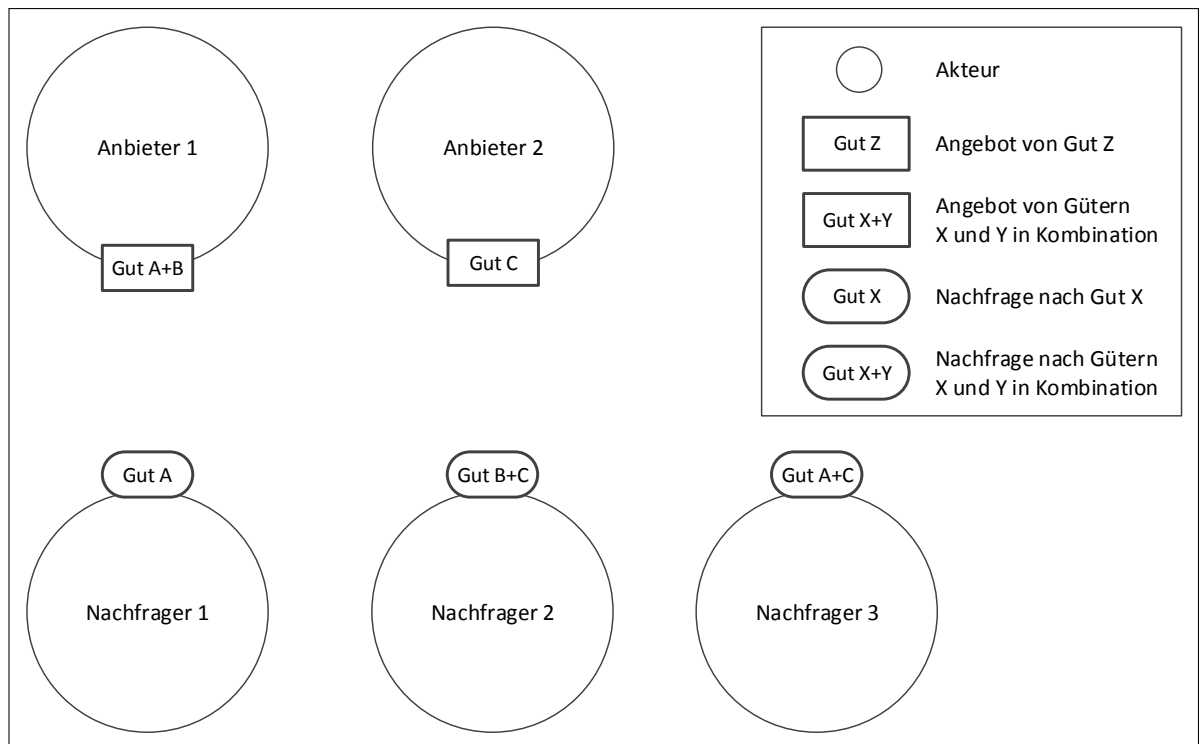 Anbieter 1
Anbieter 2
Gut A+B
Gut C
Akteur
Gut Z
Angebot von Gut Z
Gut X+Y
Angebot von Gütern
X und Y in Kombination
Gut X
Nachfrage nach Gut X
Gut X+Y
Nachfrage nach Gütern
X und Y in Kombination
Gut A
Gut B+C
Gut A+C
Nachfrager 1
Nachfrager 2
Nachfrager 3